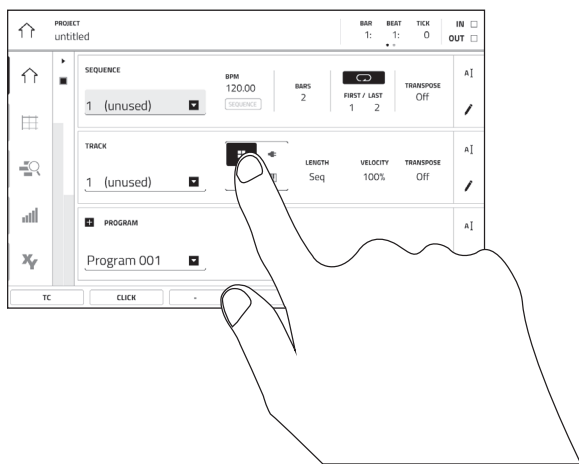 PROJECT
untitled
BAR BEAT TICK
1: 1: 0
IN
OUT
SEQUENCE
1 (unused)
BPM
120.00
SEQUENCE
BARS
2
FIRST / LAST
1 2
TRANSPOSE
Off
TRACK
1 (unused)
LENGTH
Seq
VELOCITY
100%
TRANSPOSE
Off
PROGRAM
Program 001
A
A
A
XY
TC
CLICK
-